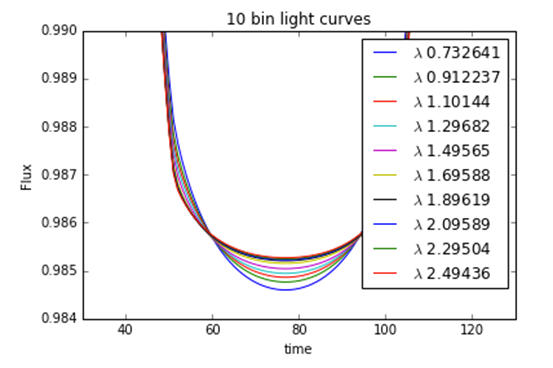 10 bin light curves
0.990
0.989
0.988
0.987
0.986
0.985
0.984
Flux
40 60 80 100 120
time
λ 0.732641
λ 0.912237
λ 1.10144
λ 1.29682
λ 1.49565
λ 1.69588
λ 1.89619
λ 2.09589
λ 2.29504
λ 2.49436